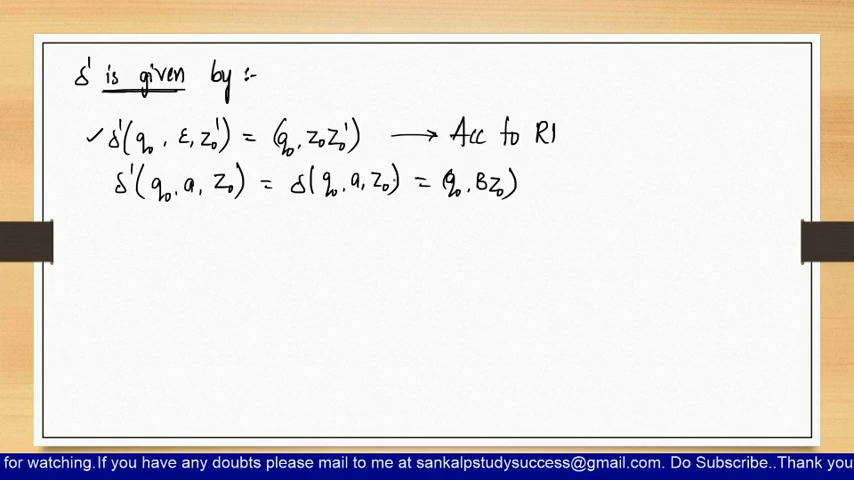 δ' is given by :-
✓ δ'(q₀, ε, z₀') = (q₀, z₀z₀') → Acc to R1
δ'(q₀, a, z₀) = δ(q₀, a, z₀) = (q₀, Bz₀)
for watching.If you have any doubts please mail to me at sankalpstudysuccess@gmail.com. Do Subscribe..Thank you